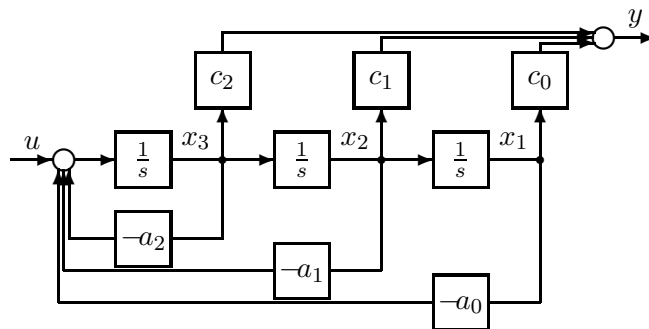 y
c₂ c₁ c₀
u 1/s x₃ 1/s x₂ 1/s x₁
−a₂
−a₁
−a₀